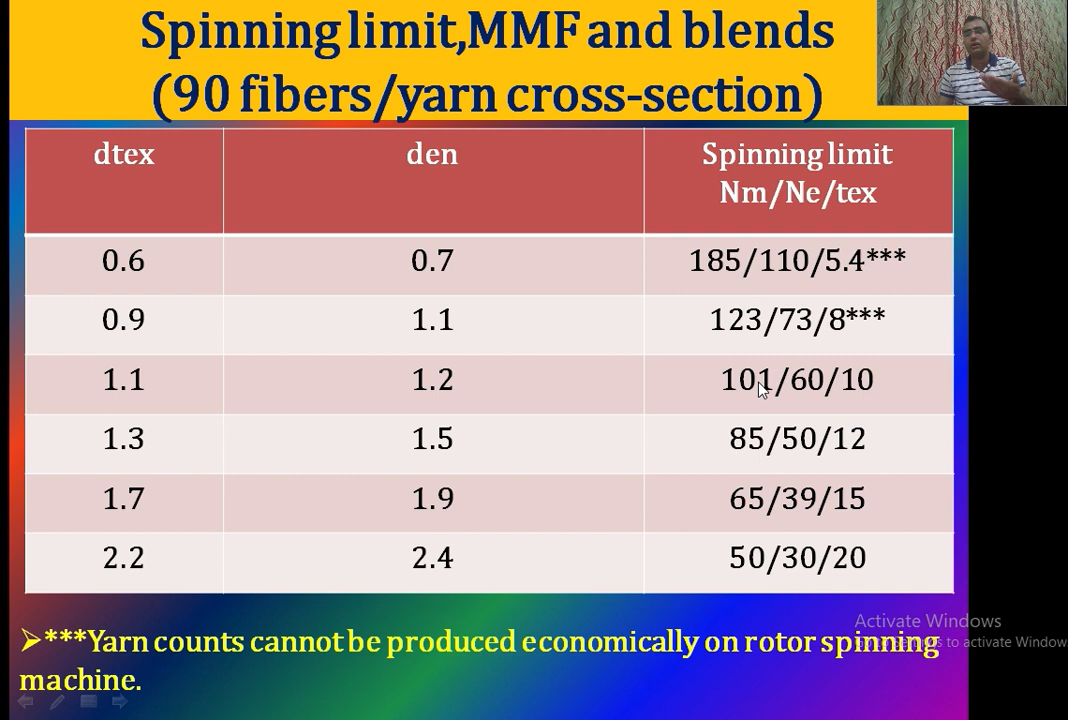 Spinning limit,MMF and blends
(90 fibers/yarn cross-section)
dtex den Spinning limit
Nm/Ne/tex
0.6 0.7 185/110/5.4***
0.9 1.1 123/73/8***
1.1 1.2 101/60/10
1.3 1.5 85/50/12
1.7 1.9 65/39/15
2.2 2.4 50/30/20
Activate Windows
to activate Window
➢***Yarn counts cannot be produced economically on rotor spinning
machine.